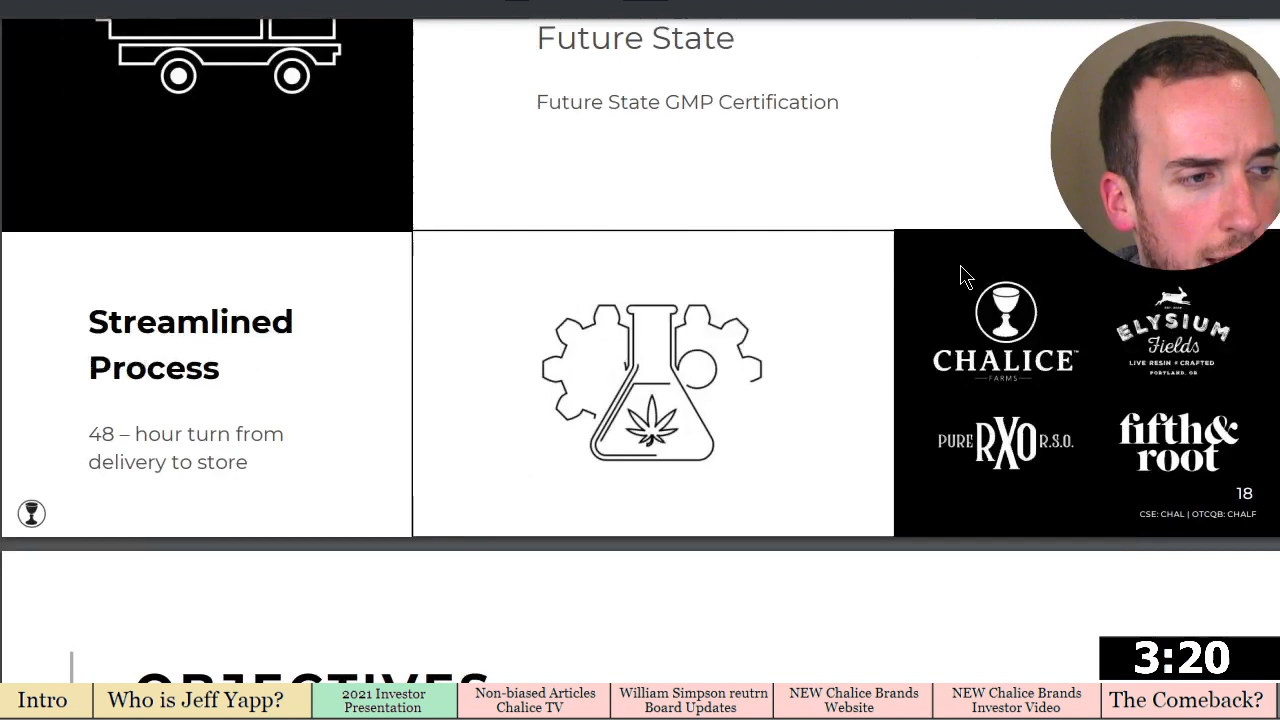 Future State
Future State GMP Certification
Streamlined
Process
48 – hour turn from
delivery to store
CHALICE™
FARMS
ELYSIUM
Fields
LIVE RESIN
CRAFTED
PORTLAND, OR
PURE RXO R.S.O.
fifth&
root
18
CSE: CHAL | OTCQB: CHALF
OBJECTIVES
3:20
Intro
Who is Jeff Yapp?
2021 Investor
Presentation
Non-biased Articles
Chalice TV
William Simpson reutrn
Board Updates
NEW Chalice Brands
Website
NEW Chalice Brands
Investor Video
The Comeback?